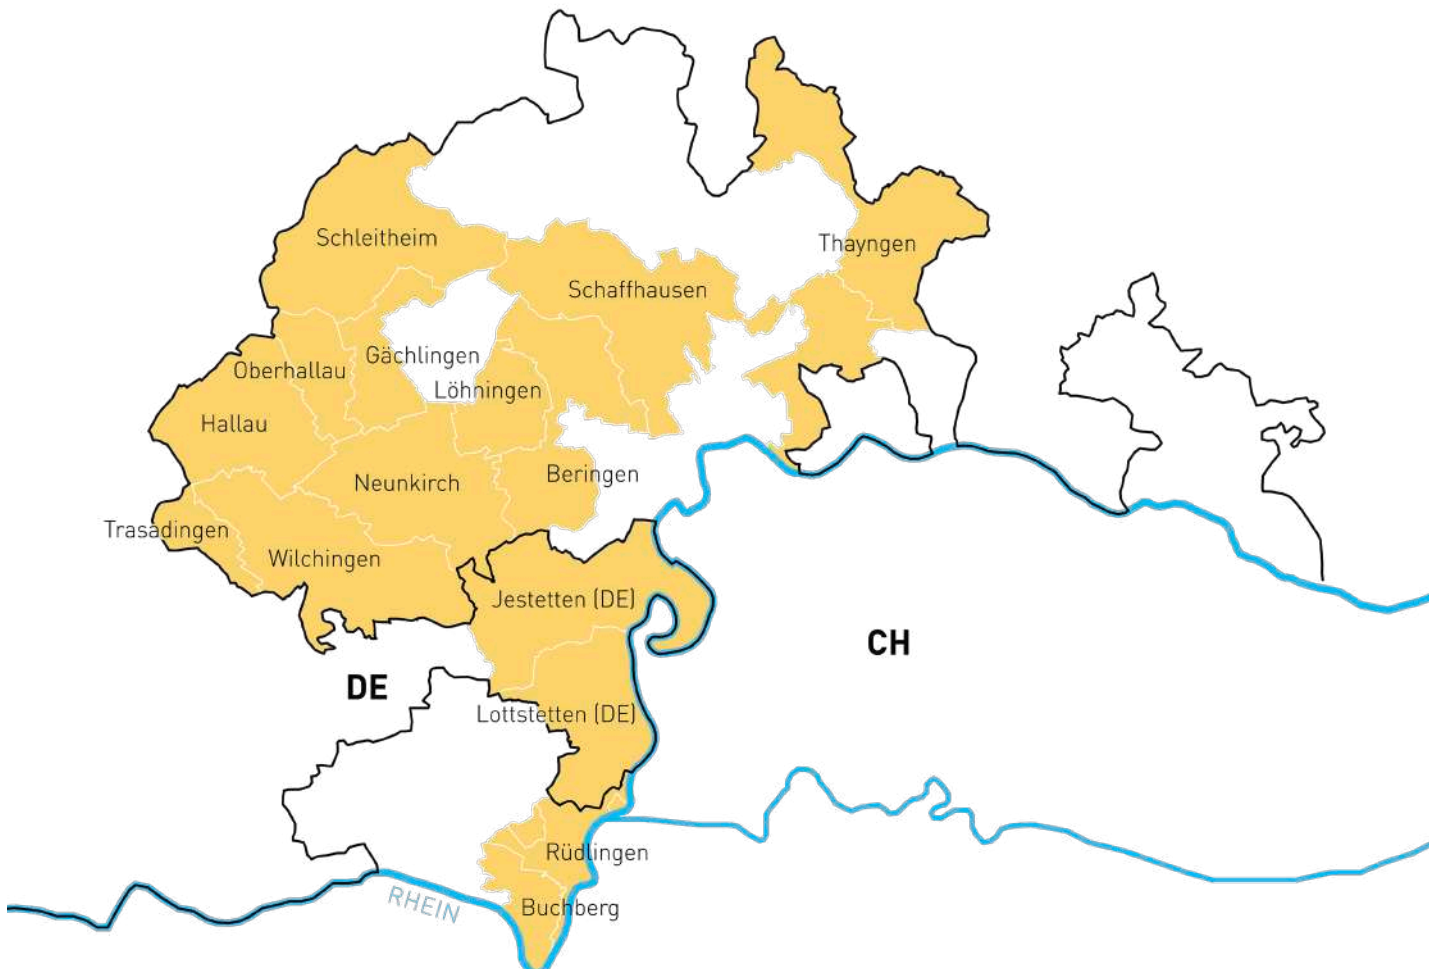 Schleitheim
Thayngen
Schaffhausen
Gächlingen
Oberhallau
Löhningen
Hallau
Beringen
Neunkirch
Trasadingen
Wilchingen
Jestetten (DE)
CH
DE
Lottstetten (DE)
Rüdlingen
RHEIN
Buchberg